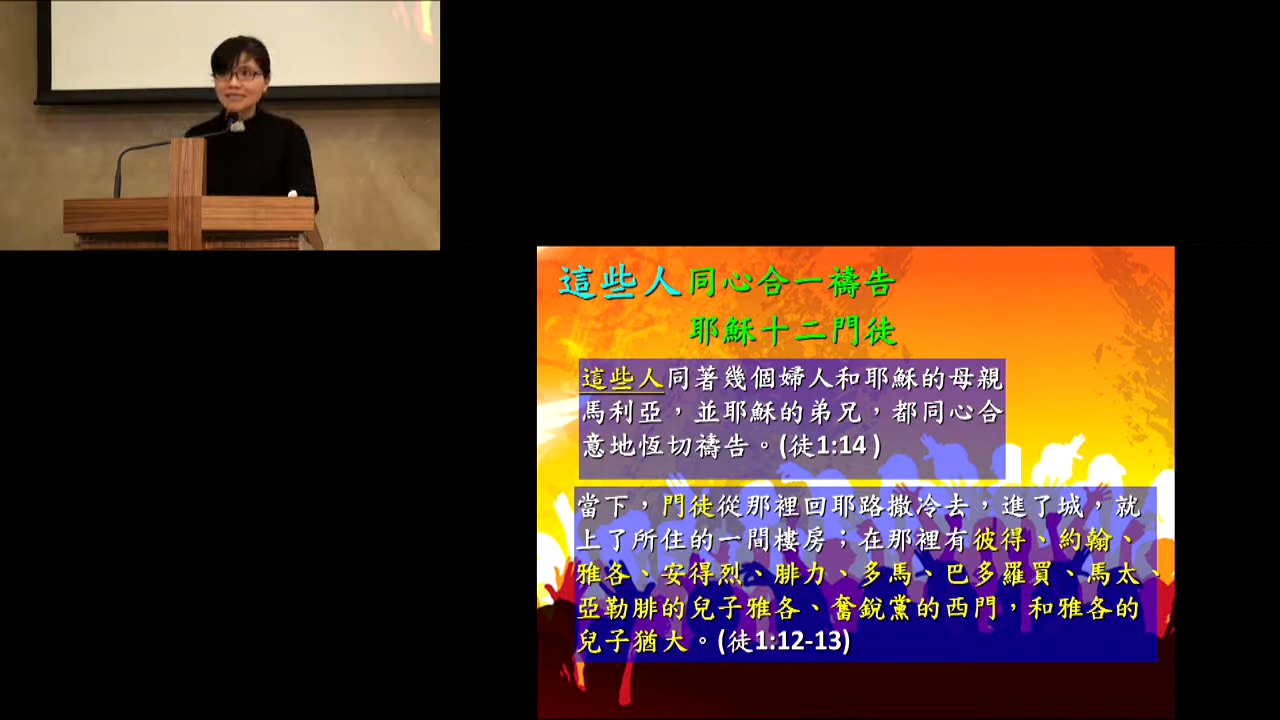 這些人同心合一禱告
耶穌十二門徒
這些人同著幾個婦人和耶穌的母親
馬利亞，並耶穌的弟兄，都同心合
意地恆切禱告。(徒1:14 )
當下，門徒從那裡回耶路撒冷去，進了城，就
上了所住的一間樓房；在那裡有彼得、約翰、
雅各、安得烈、腓力、多馬、巴多羅買、馬太、
亞勒腓的兒子雅各、奮銳黨的西門，和雅各的
兒子猶大。(徒1:12-13)